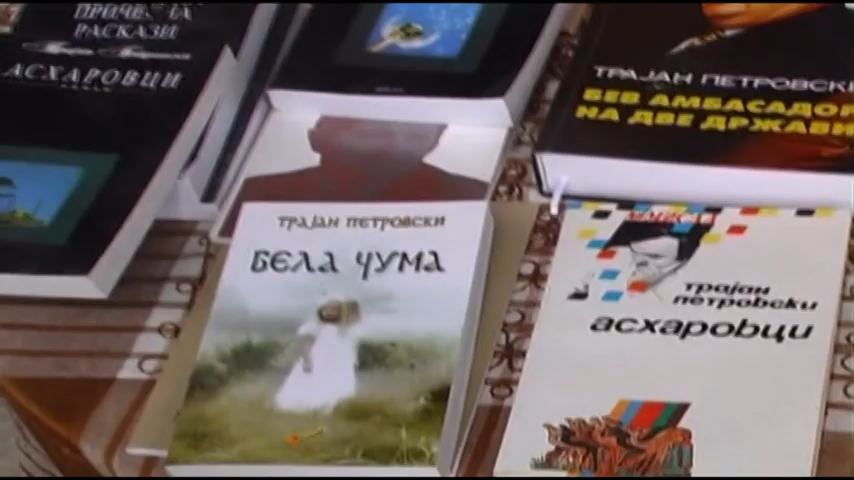 РАСКАЗИ
АСХАРОВЦИ
ТРАЈАН ПЕТРОВСКИ
БЕВ АМБАСАДОР
НА ДВЕ ДРЖАВИ
ТРАЈАН ПЕТРОВСКИ
БЕЛА ЧУМА
трајан
петровски
асхаровци